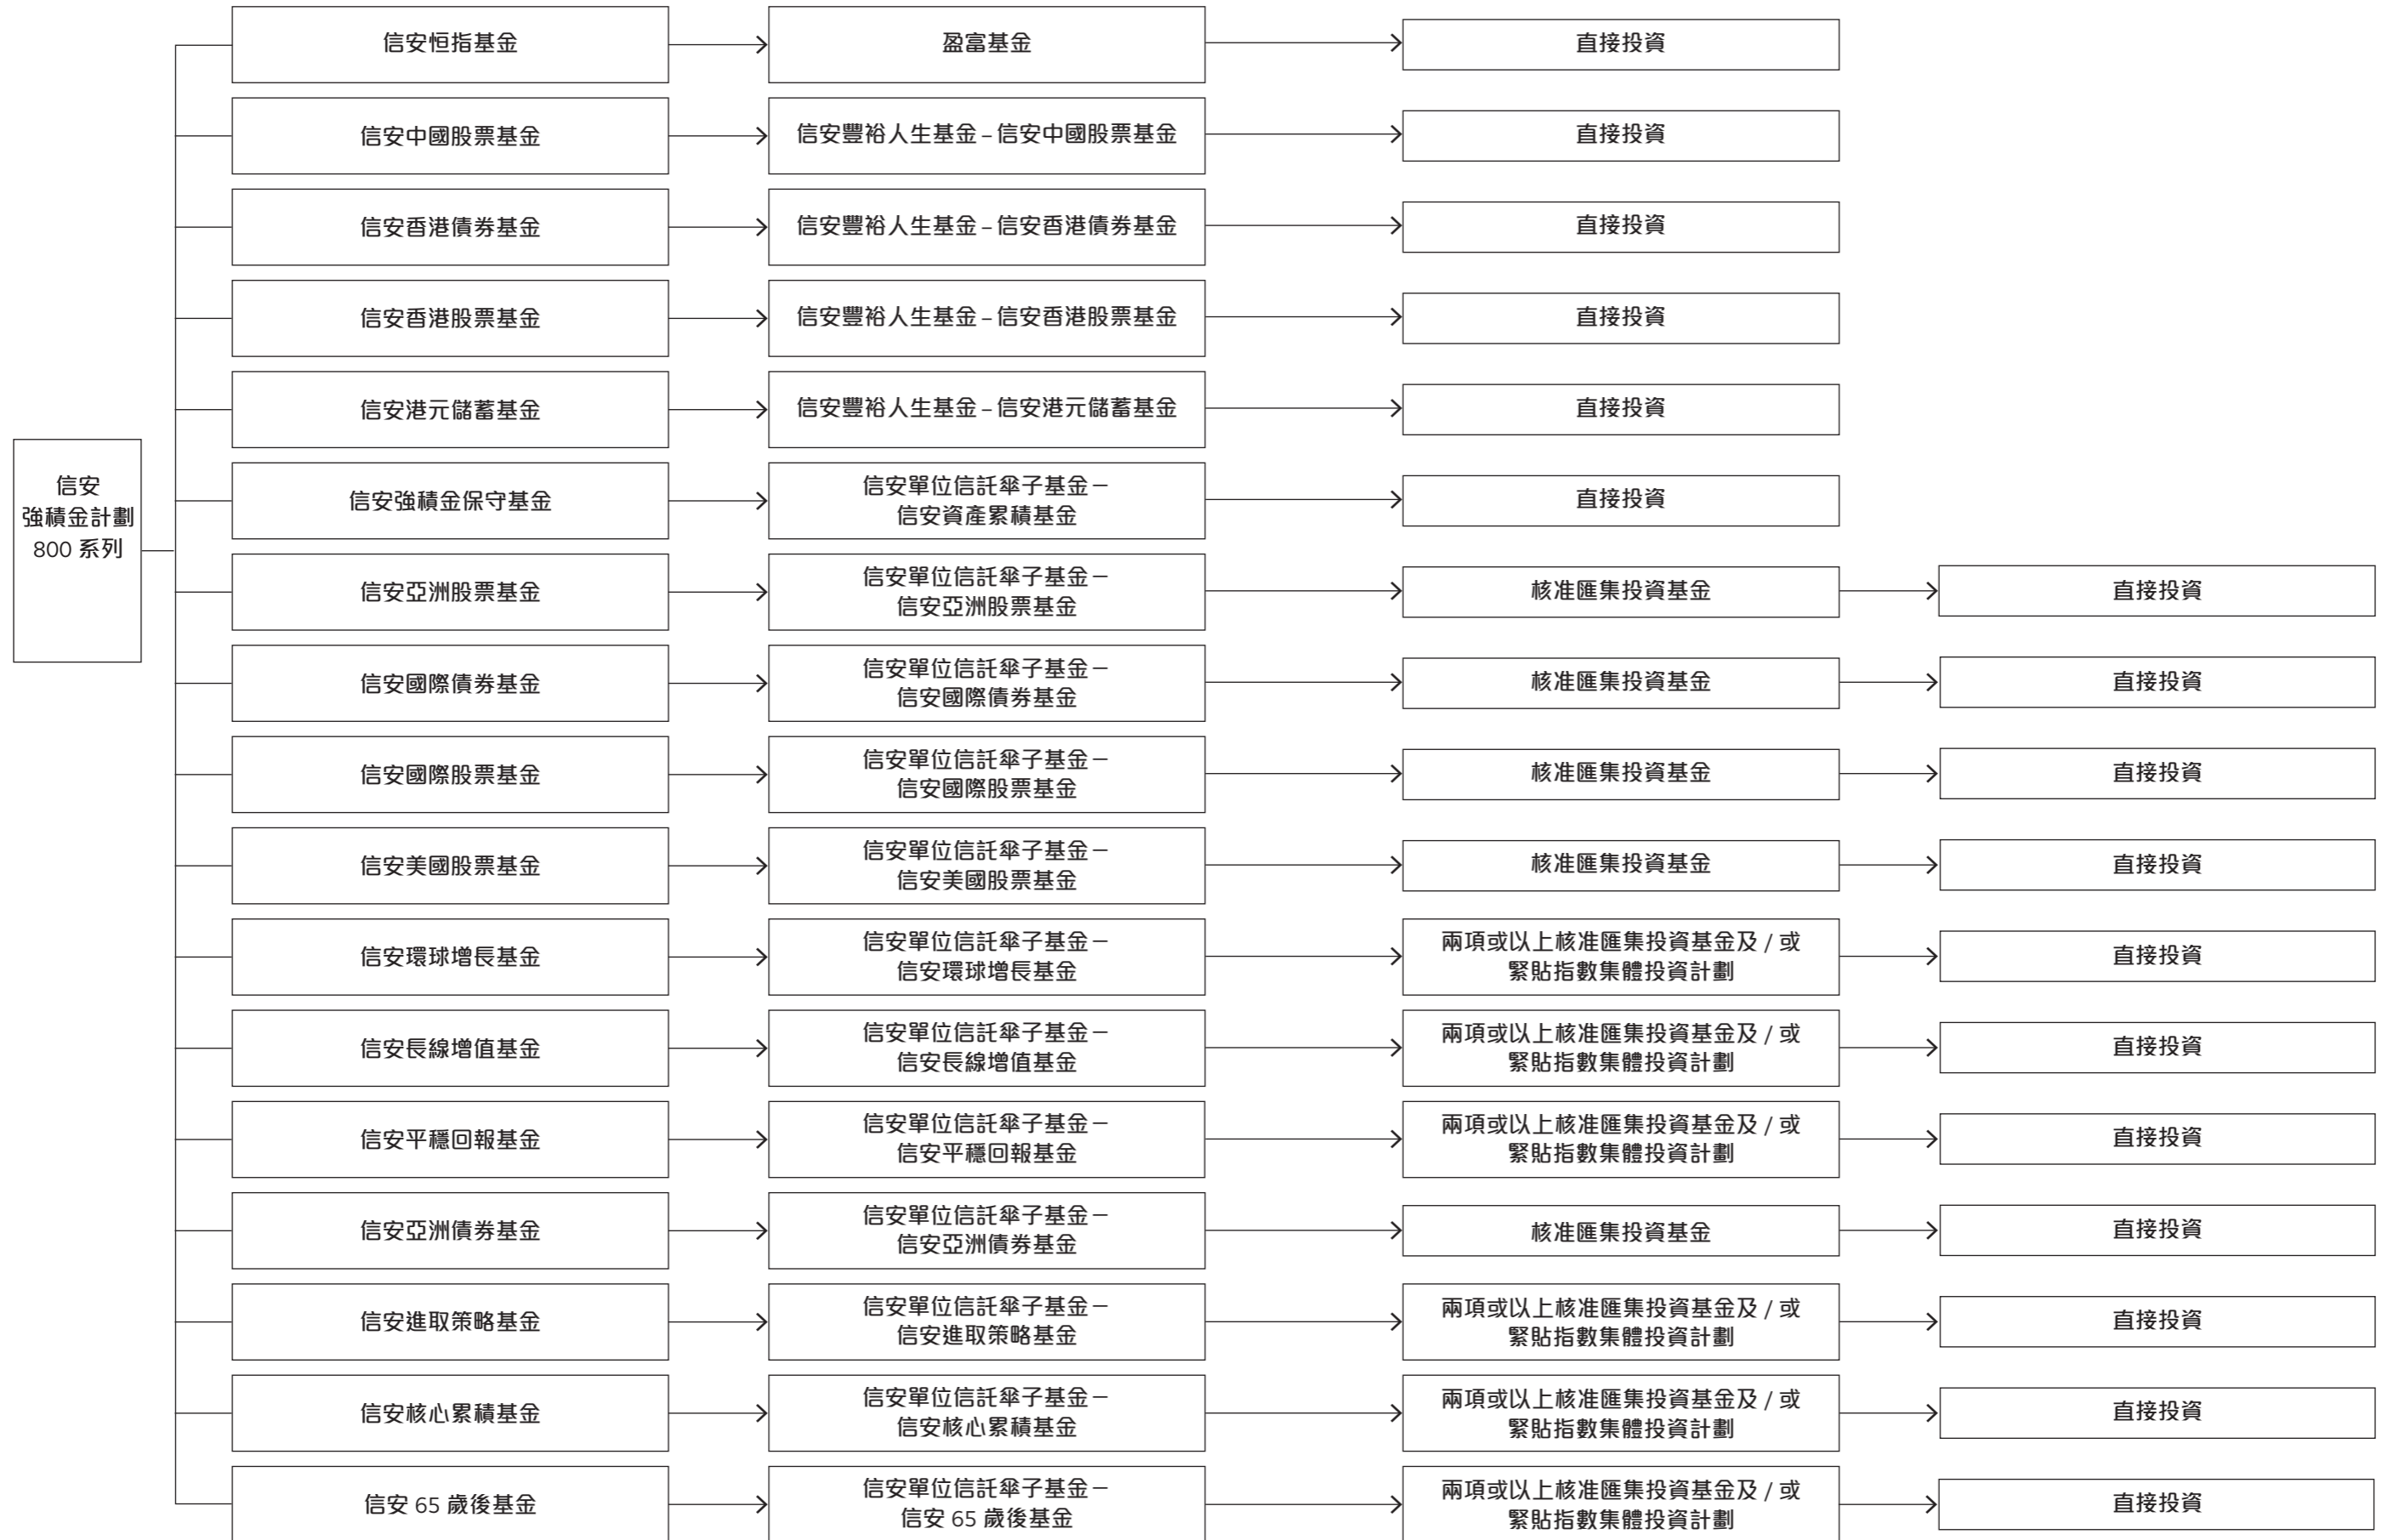 信安恒指基金
盈富基金
直接投資
信安中國股票基金
信安豐裕人生基金 – 信安中國股票基金
直接投資
信安香港債券基金
信安豐裕人生基金 – 信安香港債券基金
直接投資
信安香港股票基金
信安豐裕人生基金 – 信安香港股票基金
直接投資
信安港元儲蓄基金
信安豐裕人生基金 – 信安港元儲蓄基金
直接投資
信安
強積金計劃
800 系列
信安強積金保守基金
信安單位信託傘子基金－
信安資產累積基金
直接投資
信安亞洲股票基金
信安單位信託傘子基金－
信安亞洲股票基金
核准匯集投資基金
直接投資
信安國際債券基金
信安單位信託傘子基金－
信安國際債券基金
核准匯集投資基金
直接投資
信安國際股票基金
信安單位信託傘子基金－
信安國際股票基金
核准匯集投資基金
直接投資
信安美國股票基金
信安單位信託傘子基金－
信安美國股票基金
核准匯集投資基金
直接投資
信安環球增長基金
信安單位信託傘子基金－
信安環球增長基金
兩項或以上核准匯集投資基金及 / 或
緊貼指數集體投資計劃
直接投資
信安長線增值基金
信安單位信託傘子基金－
信安長線增值基金
兩項或以上核准匯集投資基金及 / 或
緊貼指數集體投資計劃
直接投資
信安平穩回報基金
信安單位信託傘子基金－
信安平穩回報基金
兩項或以上核准匯集投資基金及 / 或
緊貼指數集體投資計劃
直接投資
信安亞洲債券基金
信安單位信託傘子基金－
信安亞洲債券基金
核准匯集投資基金
直接投資
信安進取策略基金
信安單位信託傘子基金－
信安進取策略基金
兩項或以上核准匯集投資基金及 / 或
緊貼指數集體投資計劃
直接投資
信安核心累積基金
信安單位信託傘子基金－
信安核心累積基金
兩項或以上核准匯集投資基金及 / 或
緊貼指數集體投資計劃
直接投資
信安 65 歲後基金
信安單位信託傘子基金－
信安 65 歲後基金
兩項或以上核准匯集投資基金及 / 或
緊貼指數集體投資計劃
直接投資